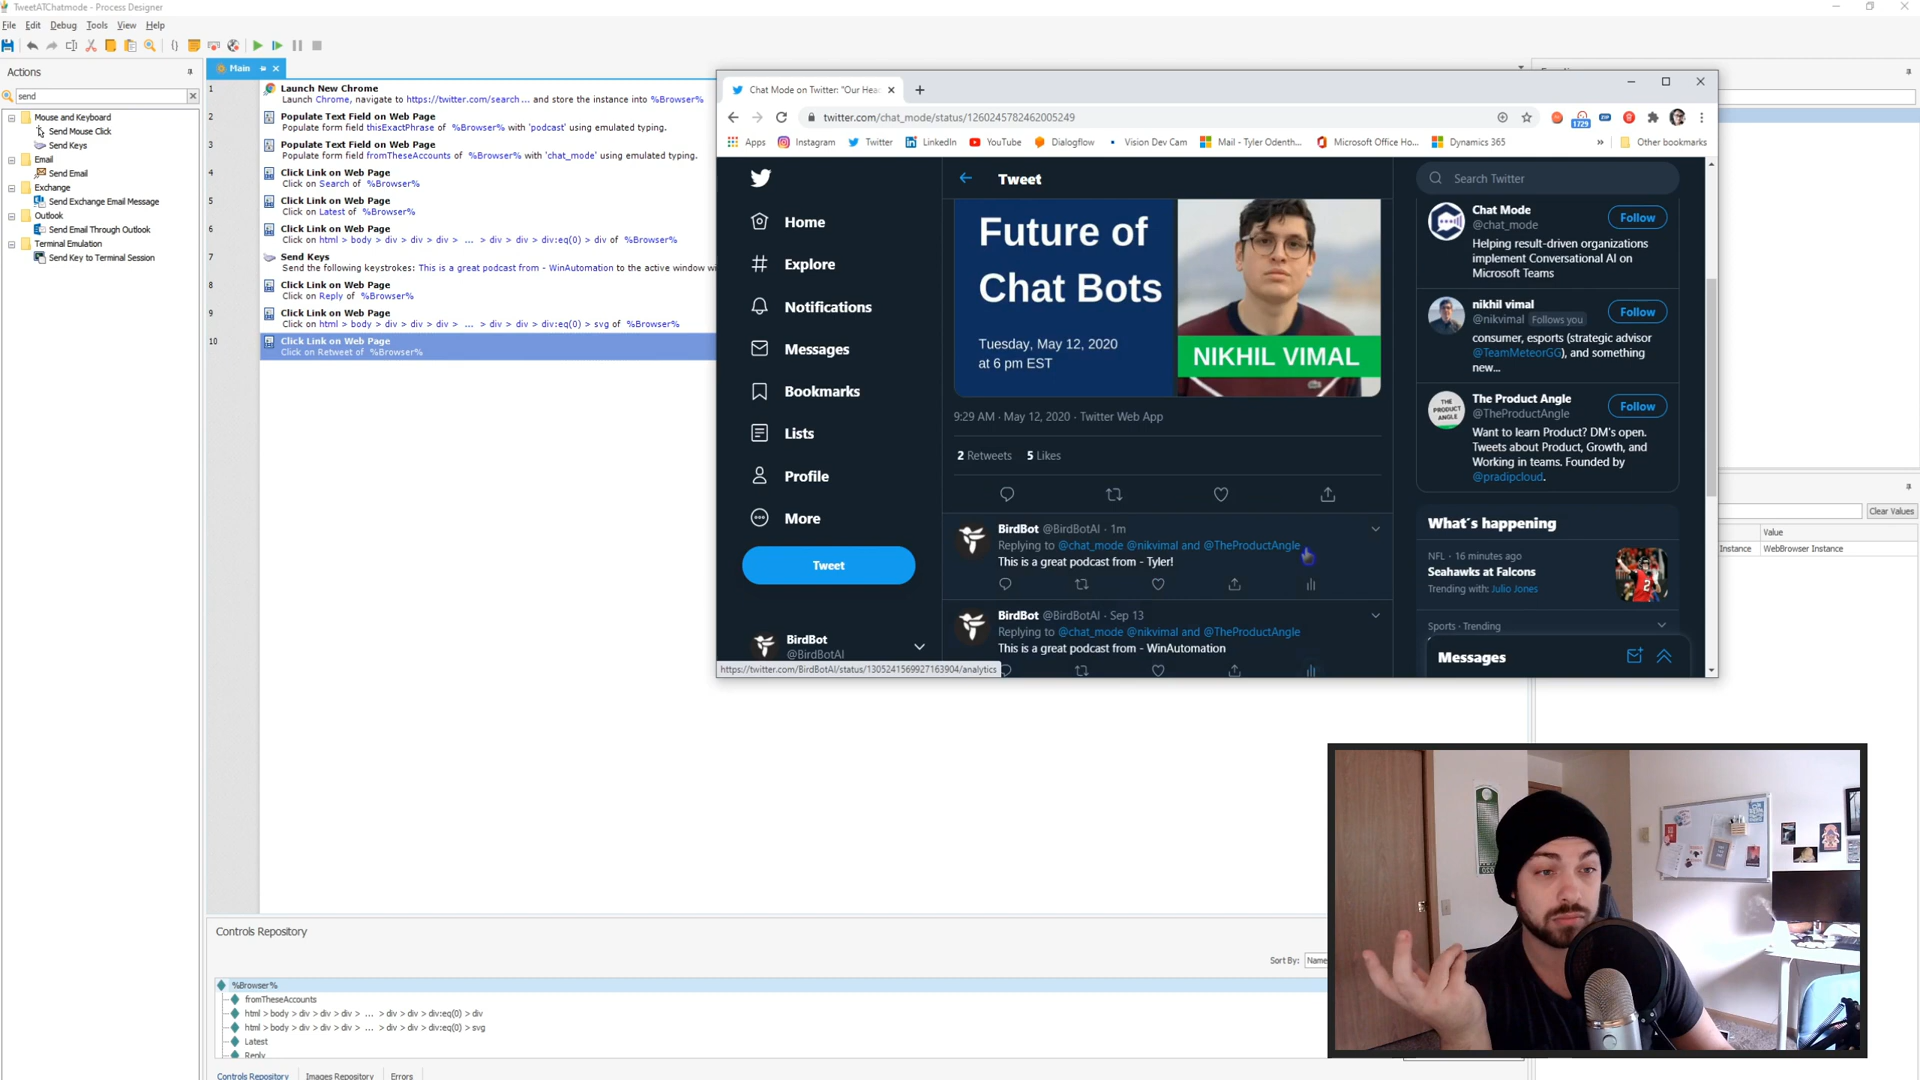 TweetATChatmode - Process Designer
File Edit Debug Tools View Help
Actions
send
Mouse and Keyboard
Send Mouse Click
Send Keys
Email
Send Email
Exchange
Send Exchange Email Message
Outlook
Send Email Through Outlook
Terminal Emulation
Send Key to Terminal Session
Main
1 Launch New Chrome
Launch Chrome, navigate to https://twitter.com/search... and store the instance into %Browser%
2 Populate Text Field on Web Page
Populate form field thisExactPhrase of %Browser% with 'podcast' using emulated typing.
3 Populate Text Field on Web Page
Populate form field fromTheseAccounts of %Browser% with 'chat_mode' using emulated typing.
4 Click Link on Web Page
Click on Search of %Browser%
5 Click Link on Web Page
Click on Latest of %Browser%
6 Click Link on Web Page
Click on html > body > div > div > div > ... > div > div > div:eq(0) > div of %Browser%
7 Send Keys
Send the following keystrokes: This is a great podcast from - WinAutomation to the active window wi
8 Click Link on Web Page
Click on Reply of %Browser%
9 Click Link on Web Page
Click on html > body > div > div > div > ... > div > div > div:eq(0) > svg of %Browser%
10 Click Link on Web Page
Click on Retweet of %Browser%
Chat Mode on Twitter: "Our Hea
twitter.com/chat_mode/status/1260245782462005249
1729
Apps Instagram Twitter LinkedIn YouTube Dialogflow Vision Dev Cam Mail - Tyler Odenth... Microsoft Office Ho... Dynamics 365 » Other bookmarks
Home
Explore
Notifications
Messages
Bookmarks
Lists
Profile
More
Tweet
BirdBot
@BirdBotAI
https://twitter.com/BirdBotAI/status/1305241569927163904/analytics
Tweet
Future of
Chat Bots
Tuesday, May 12, 2020
at 6 pm EST
NIKHIL VIMAL
9:29 AM · May 12, 2020 · Twitter Web App
2 Retweets 5 Likes
BirdBot @BirdBotAI · 1m
Replying to @chat_mode @nikvimal and @TheProductAngle
This is a great podcast from - Tyler!
BirdBot @BirdBotAI · Sep 13
Replying to @chat_mode @nikvimal and @TheProductAngle
This is a great podcast from - WinAutomation
Search Twitter
Chat Mode
@chat_mode
Follow
Helping result-driven organizations
implement Conversational AI on
Microsoft Teams
nikhil vimal
@nikvimal Follows you
Follow
consumer, esports (strategic advisor
@TeamMeteorGG), and something
new...
THE
PRODUCT
ANGLE
The Product Angle
@TheProductAngle
Follow
Want to learn Product? DM's open.
Tweets about Product, Growth, and
Working in teams. Founded by
@pradipcloud.
What's happening
NFL · 16 minutes ago
Seahawks at Falcons
Trending with: Julio Jones
Sports · Trending
Messages
Clear Values
Value
Instance WebBrowser Instance
Controls Repository
Sort By: Name
%Browser%
fromTheseAccounts
html > body > div > div > div > ... > div > div > div:eq(0) > div
html > body > div > div > div > ... > div > div > div:eq(0) > svg
Latest
Reply
Controls Repository Images Repository Errors